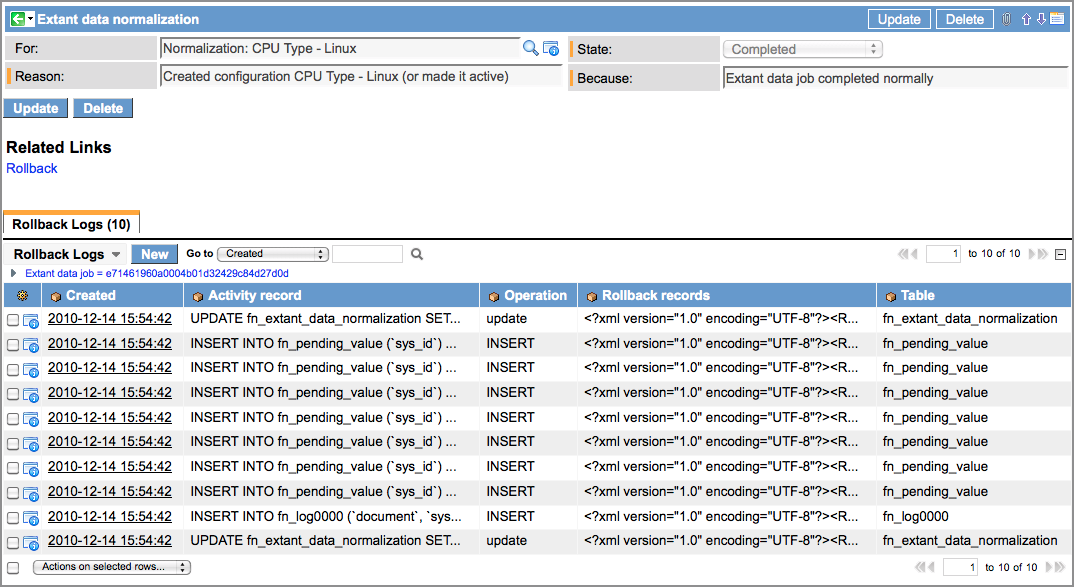 Extant data normalization Update Delete
For: Normalization: CPU Type - Linux State: Completed
Reason: Created configuration CPU Type - Linux (or made it active) Because: Extant data job completed normally
Update Delete
Related Links
Rollback
Rollback Logs (10)
Rollback Logs New Go to Created 1 to 10 of 10
Extant data job = e71461960a0004b01d32429c84d27d0d
Created Activity record Operation Rollback records Table
2010-12-14 15:54:42 UPDATE fn_extant_data_normalization SET... update <?xml version="1.0" encoding="UTF-8"?><R... fn_extant_data_normalization
2010-12-14 15:54:42 INSERT INTO fn_pending_value (`sys_id`) ... INSERT <?xml version="1.0" encoding="UTF-8"?><R... fn_pending_value
2010-12-14 15:54:42 INSERT INTO fn_pending_value (`sys_id`) ... INSERT <?xml version="1.0" encoding="UTF-8"?><R... fn_pending_value
2010-12-14 15:54:42 INSERT INTO fn_pending_value (`sys_id`) ... INSERT <?xml version="1.0" encoding="UTF-8"?><R... fn_pending_value
2010-12-14 15:54:42 INSERT INTO fn_pending_value (`sys_id`) ... INSERT <?xml version="1.0" encoding="UTF-8"?><R... fn_pending_value
2010-12-14 15:54:42 INSERT INTO fn_pending_value (`sys_id`) ... INSERT <?xml version="1.0" encoding="UTF-8"?><R... fn_pending_value
2010-12-14 15:54:42 INSERT INTO fn_pending_value (`sys_id`) ... INSERT <?xml version="1.0" encoding="UTF-8"?><R... fn_pending_value
2010-12-14 15:54:42 INSERT INTO fn_pending_value (`sys_id`) ... INSERT <?xml version="1.0" encoding="UTF-8"?><R... fn_pending_value
2010-12-14 15:54:42 INSERT INTO fn_log0000 (`document`, `sys... INSERT <?xml version="1.0" encoding="UTF-8"?><R... fn_log0000
2010-12-14 15:54:42 UPDATE fn_extant_data_normalization SET... update <?xml version="1.0" encoding="UTF-8"?><R... fn_extant_data_normalization
Actions on selected rows... 1 to 10 of 10